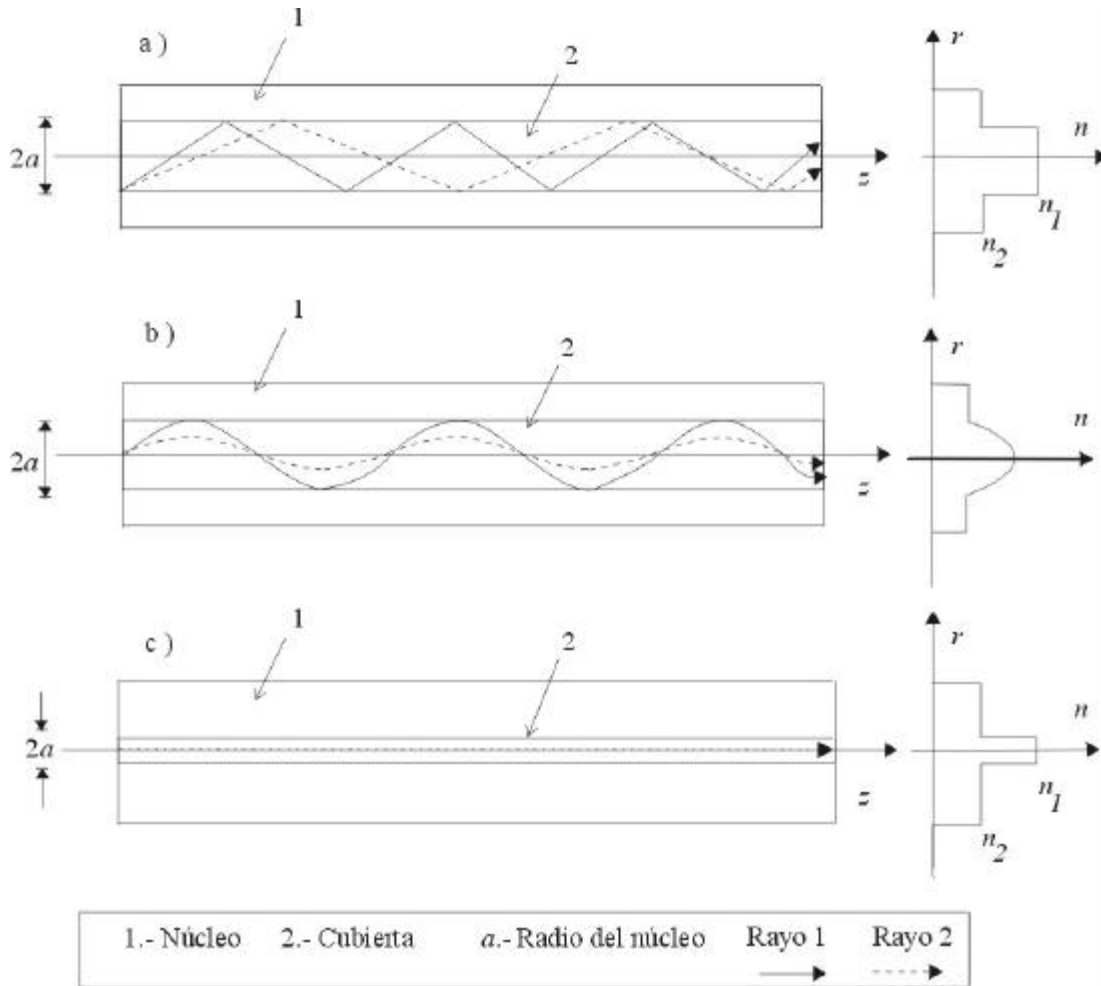 a )
1
2
2a
z
r
n
n1
n2
b )
1
2
2a
z
r
n
c )
1
2
2a
z
r
n
n1
n2
1.- Núcleo 2.- Cubierta a.- Radio del núcleo Rayo 1 Rayo 2